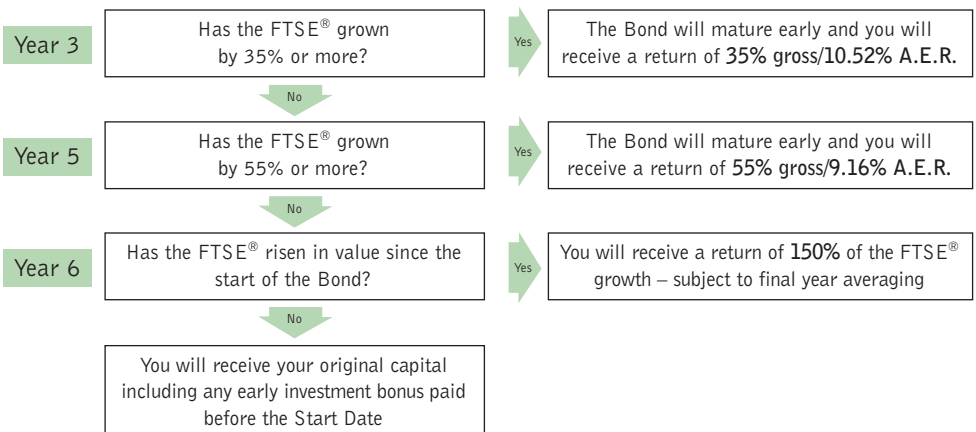 Year 3
Has the FTSE® grown
by 35% or more?
Yes
The Bond will mature early and you will
receive a return of 35% gross/10.52% A.E.R.
No
Year 5
Has the FTSE® grown
by 55% or more?
Yes
The Bond will mature early and you will
receive a return of 55% gross/9.16% A.E.R.
No
Year 6
Has the FTSE® risen in value since the
start of the Bond?
Yes
You will receive a return of 150% of the FTSE®
growth – subject to final year averaging
No
You will receive your original capital
including any early investment bonus paid
before the Start Date